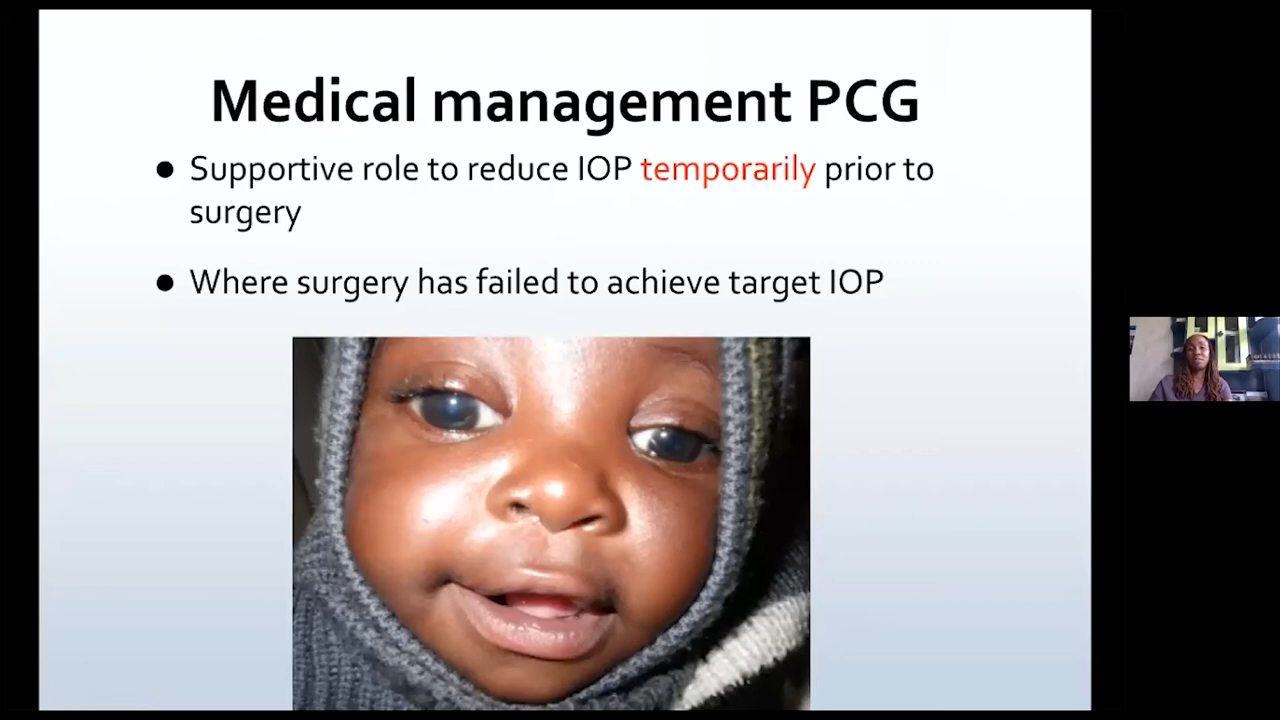 Medical management PCG
● Supportive role to reduce IOP temporarily prior to
surgery
● Where surgery has failed to achieve target IOP